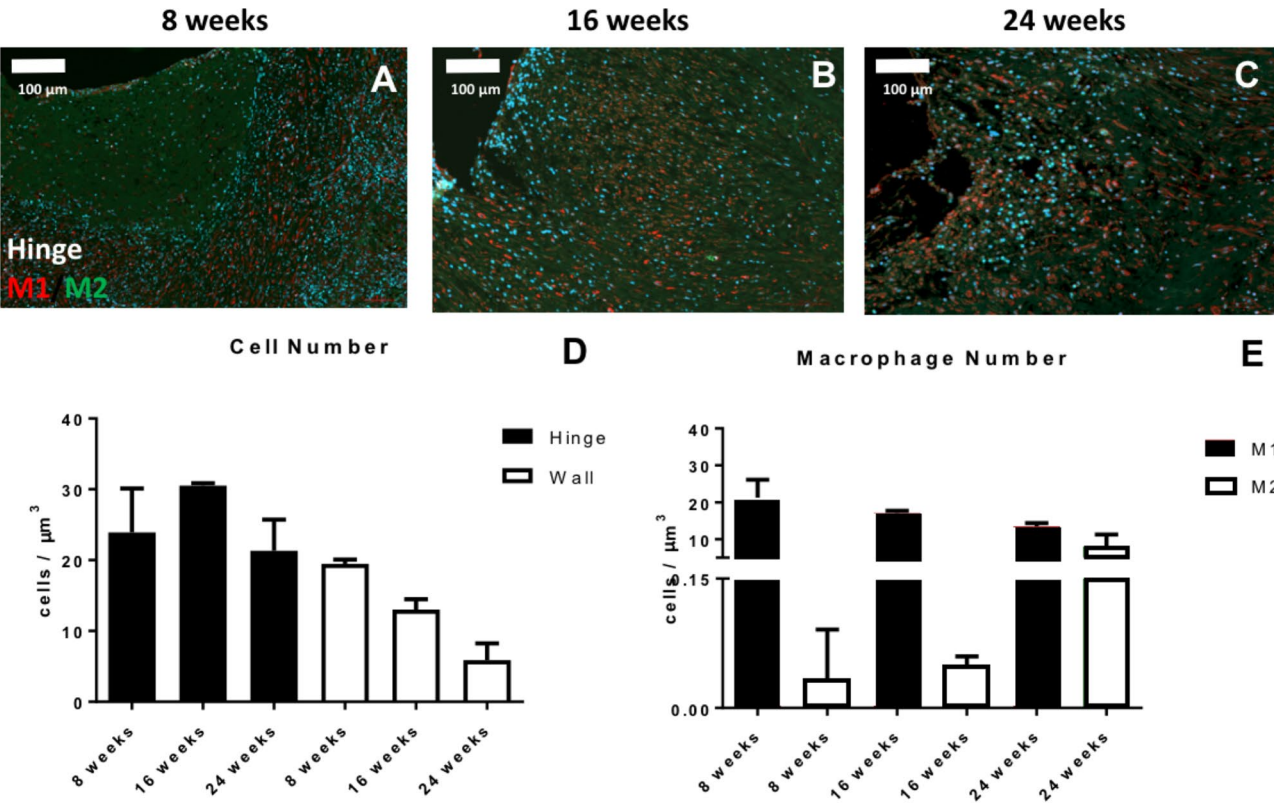 8 weeks 16 weeks 24 weeks
100 µm A 100 µm B 100 µm C
Hinge
M1 M2
Cell Number D
Macrophage Number E
cells / µm³
40
30
20
10
0
Hinge
Wall
8 weeks 16 weeks 24 weeks 8 weeks 16 weeks 24 weeks
cells / µm³
40
30
20
10
0.15
0.00
M1
M2
8 weeks 8 weeks 16 weeks 16 weeks 24 weeks 24 weeks